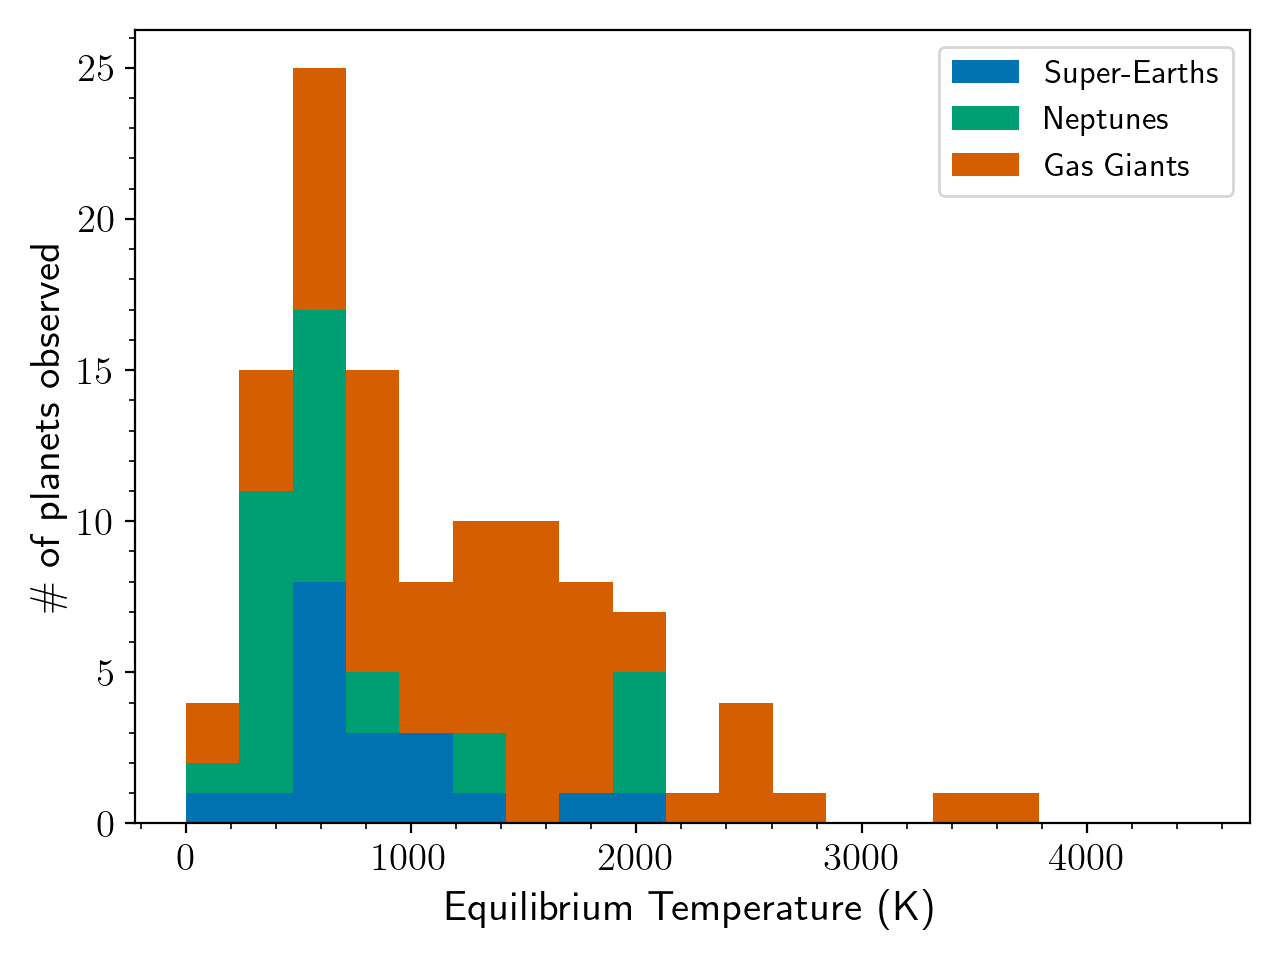 25
20
15
10
5
0
# of planets observed
Super-Earths
Neptunes
Gas Giants
0 1000 2000 3000 4000
Equilibrium Temperature (K)